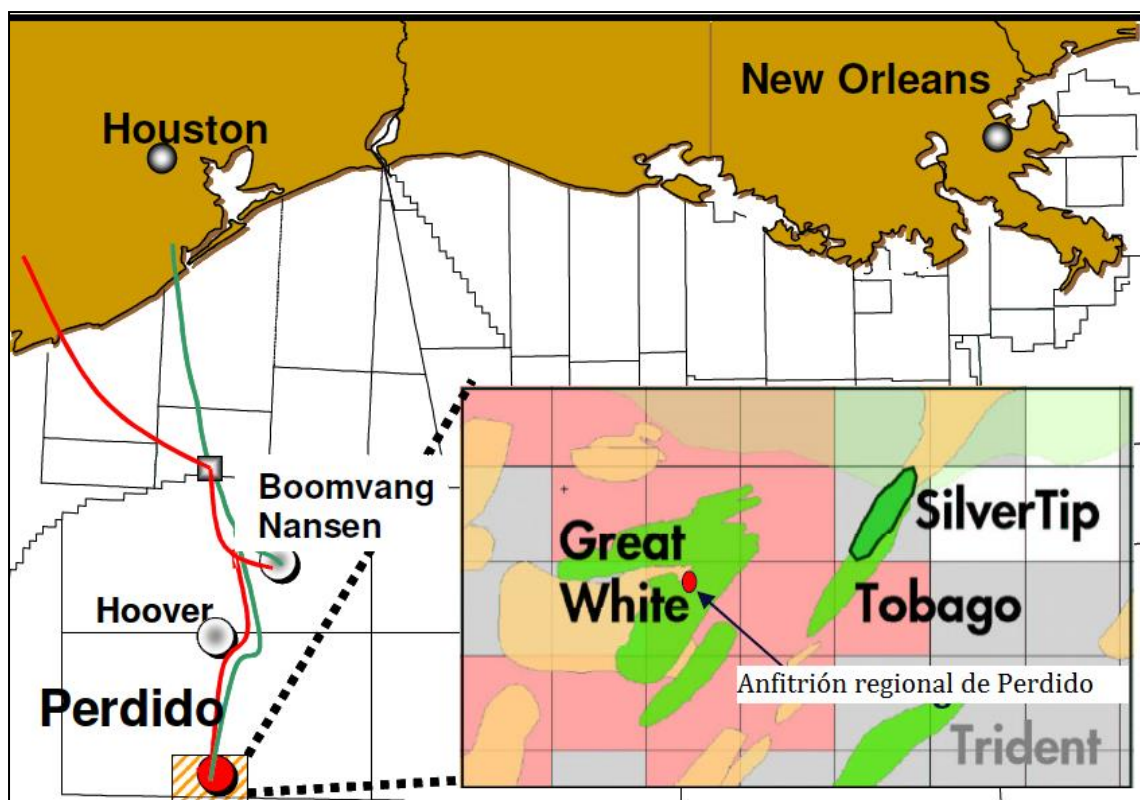 Houston
New Orleans
Boomvang
Nansen
Hoover
Perdido
Great
White
SilverTip
Tobago
Anfitrión regional de Perdido
Trident